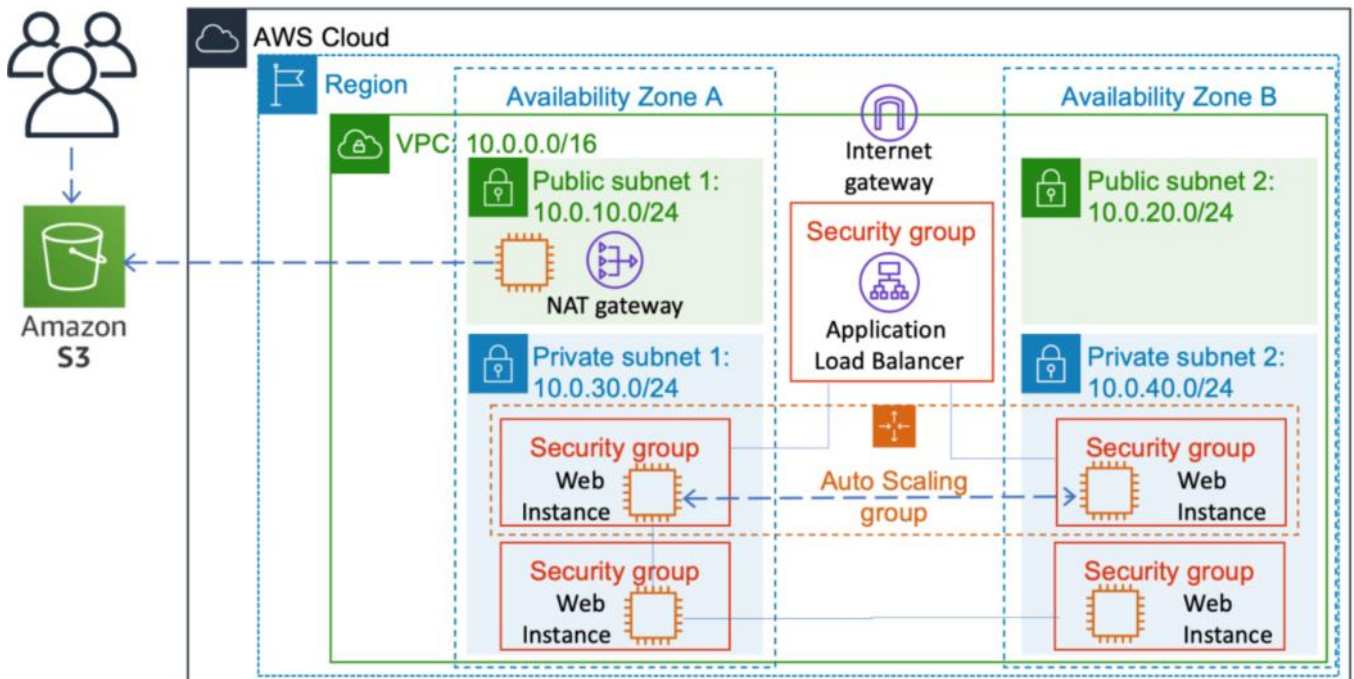 AWS Cloud
Region
Availability Zone A
Availability Zone B
VPC: 10.0.0.0/16
Internet
gateway
Public subnet 1:
10.0.10.0/24
Public subnet 2:
10.0.20.0/24
Security group
NAT gateway
Application
Load Balancer
Amazon
S3
Private subnet 1:
10.0.30.0/24
Private subnet 2:
10.0.40.0/24
Security group
Web
Instance
Auto Scaling
group
Security group
Web
Instance
Security group
Web
Instance
Security group
Web
Instance